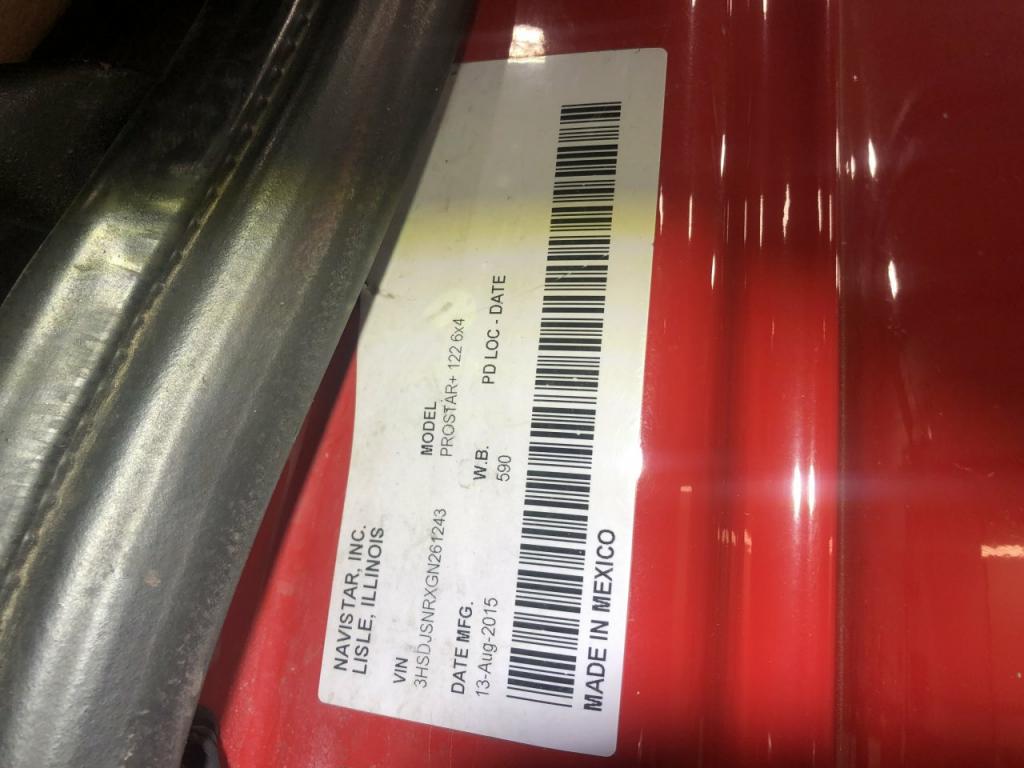 NAVISTAR, INC.
LISLE, ILLINOIS
VIN MODEL
3HSDJSNRXGN261243 PROSTAR+ 122 6x4
DATE MFG. W.B. PD LOC - DATE
13-Aug-2015 590
MADE IN MEXICO